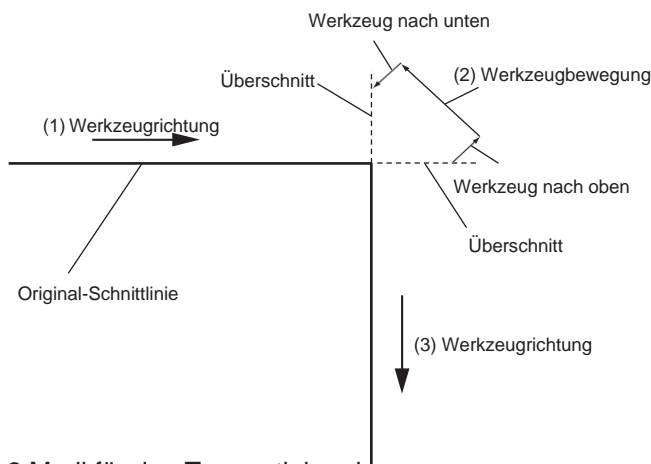 Werkzeug nach unten
(2) Werkzeugbewegung
Überschnitt
(1) Werkzeugrichtung
Werkzeug nach oben
Überschnitt
Original-Schnittlinie
(3) Werkzeugrichtung